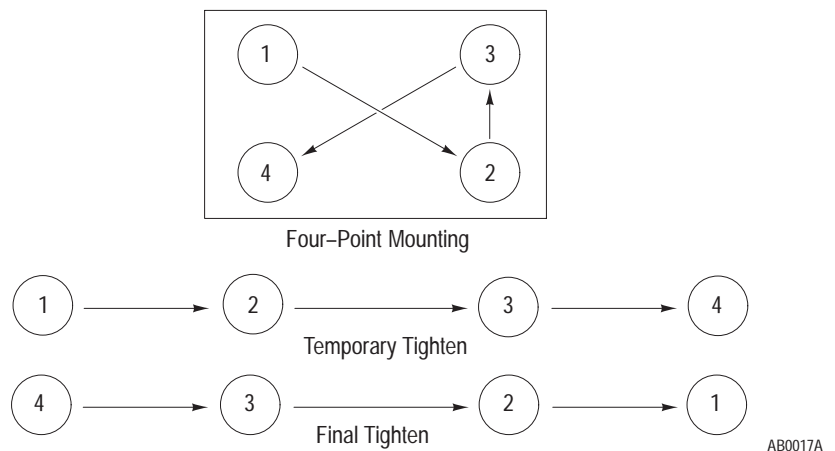 1 3
4 2
Four–Point Mounting
1 2 3 4
Temporary Tighten
4 3 2 1
Final Tighten
AB0017A